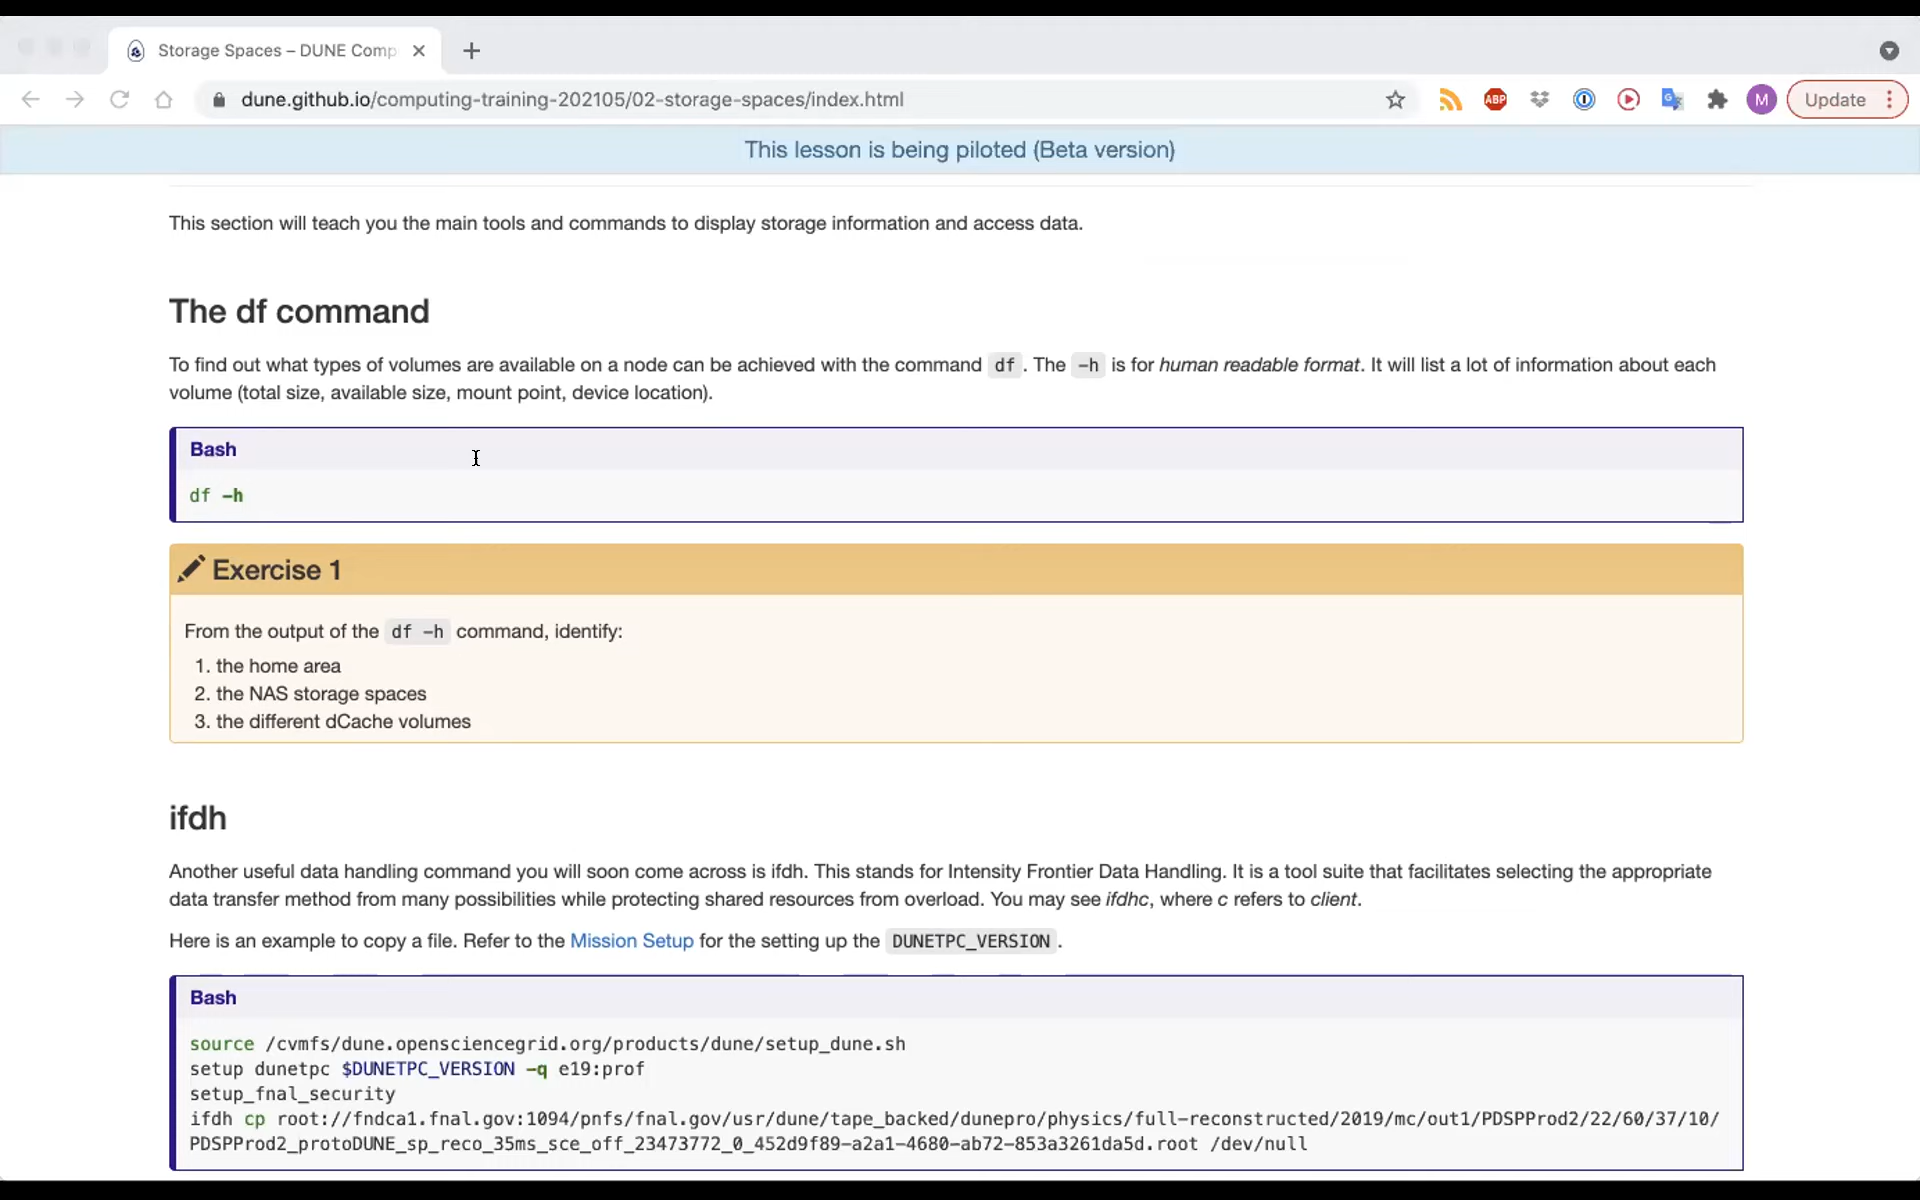 Storage Spaces – DUNE Comp
dune.github.io/computing-training-202105/02-storage-spaces/index.html
ABP
M
Update
This lesson is being piloted (Beta version)
This section will teach you the main tools and commands to display storage information and access data.
The df command
To find out what types of volumes are available on a node can be achieved with the command df. The -h is for human readable format. It will list a lot of information about each
volume (total size, available size, mount point, device location).
Bash
df -h
Exercise 1
From the output of the df -h command, identify:
1. the home area
2. the NAS storage spaces
3. the different dCache volumes
ifdh
Another useful data handling command you will soon come across is ifdh. This stands for Intensity Frontier Data Handling. It is a tool suite that facilitates selecting the appropriate
data transfer method from many possibilities while protecting shared resources from overload. You may see ifdhc, where c refers to client.
Here is an example to copy a file. Refer to the Mission Setup for the setting up the DUNETPC_VERSION.
Bash
source /cvmfs/dune.opensciencegrid.org/products/dune/setup_dune.sh
setup dunetpc $DUNETPC_VERSION -q e19:prof
setup_fnal_security
ifdh cp root://fndca1.fnal.gov:1094/pnfs/fnal.gov/usr/dune/tape_backed/dunepro/physics/full-reconstructed/2019/mc/out1/PDSPProd2/22/60/37/10/
PDSPProd2_protoDUNE_sp_reco_35ms_sce_off_23473772_0_452d9f89-a2a1-4680-ab72-853a3261da5d.root /dev/null